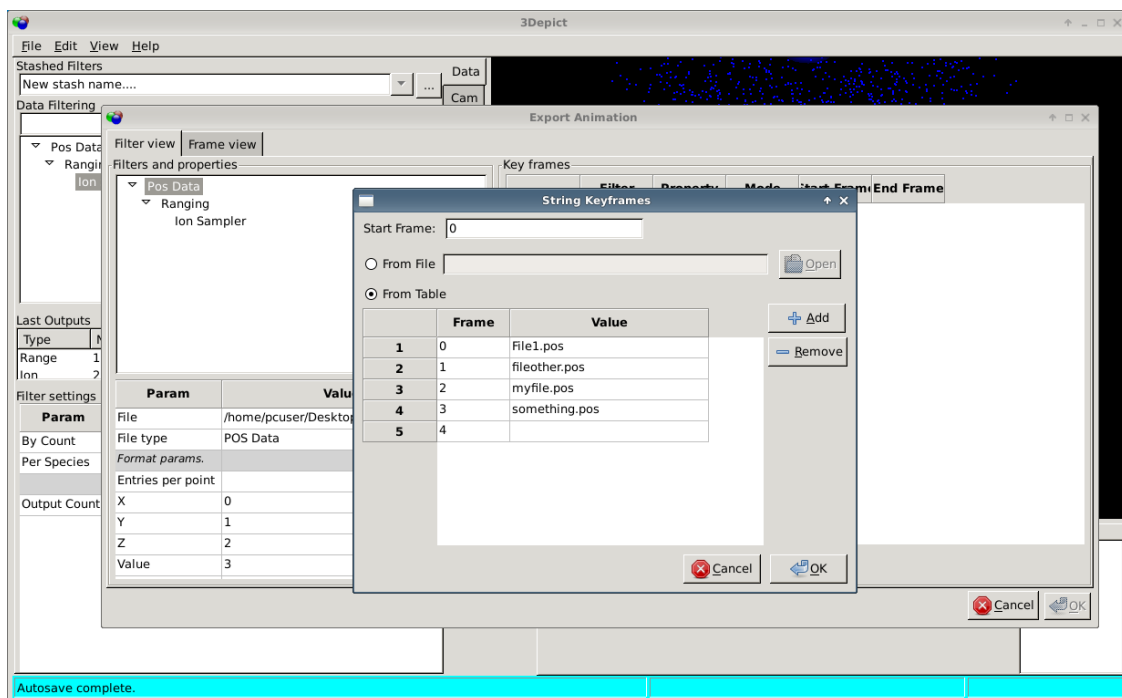 3Depict
File Edit View Help
Stashed Filters
New stash name....
...
Data
Cam
Data Filtering
Pos Data
Ranging
Ion
Export Animation
Filter view Frame view
Filters and properties
Pos Data
Ranging
Ion Sampler
Key frames
Filter Property Mode Start Frame End Frame
String Keyframes
Start Frame: 0
From File Open
From Table
Frame Value
1 0 File1.pos
2 1 fileother.pos
3 2 myfile.pos
4 3 something.pos
5 4
Add
Remove
Cancel OK
Last Outputs
Type N
Range 1
Ion 2
Filter settings
Param
By Count
Per Species
Output Count
Param Valu
File /home/pcuser/Desktop
File type POS Data
Format params.
Entries per point
X 0
Y 1
Z 2
Value 3
Cancel OK
Autosave complete.